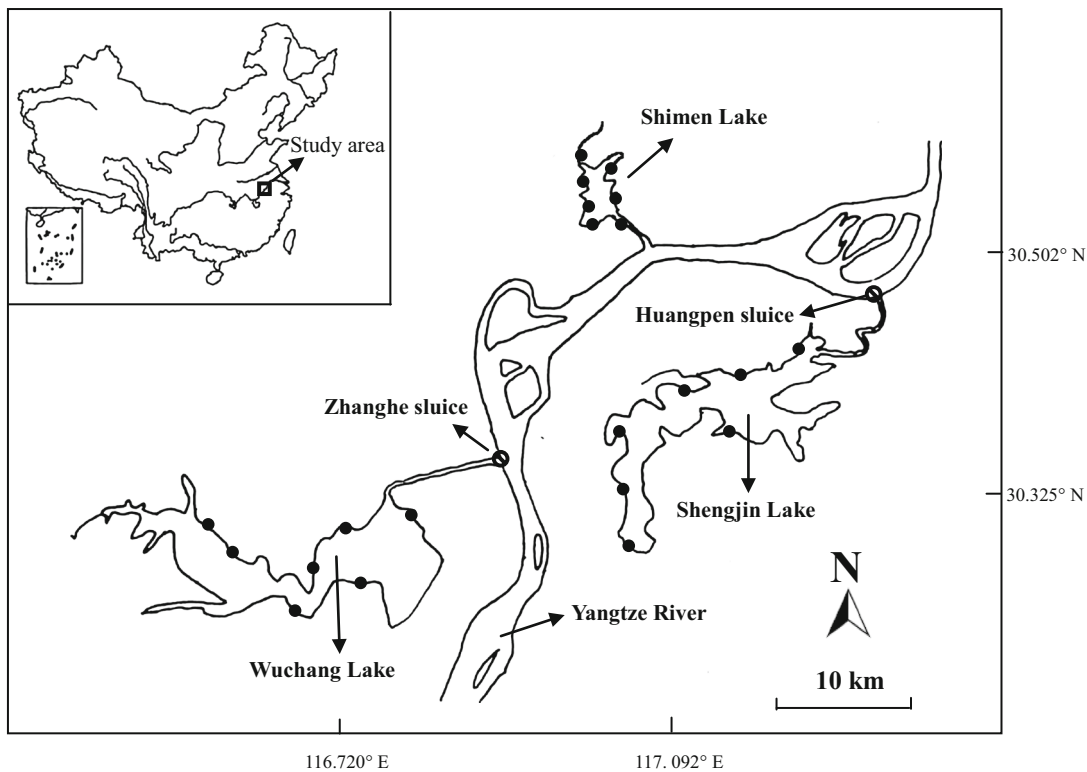 Study area
Shimen Lake
30.502° N
Huangpen sluice
Zhanghe sluice
30.325° N
Shengjin Lake
N
Yangtze River
Wuchang Lake
10 km
116.720° E
117. 092° E